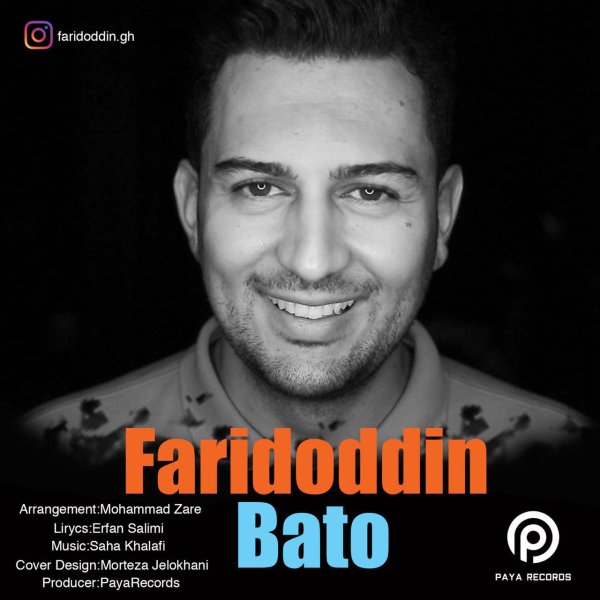 faridoddin.gh
Faridoddin
Bato
Arrangement:Mohammad Zare
Lirycs:Erfan Salimi
Music:Saha Khalafi
Cover Design:Morteza Jelokhani
Producer:PayaRecords
PAYA RECORDS